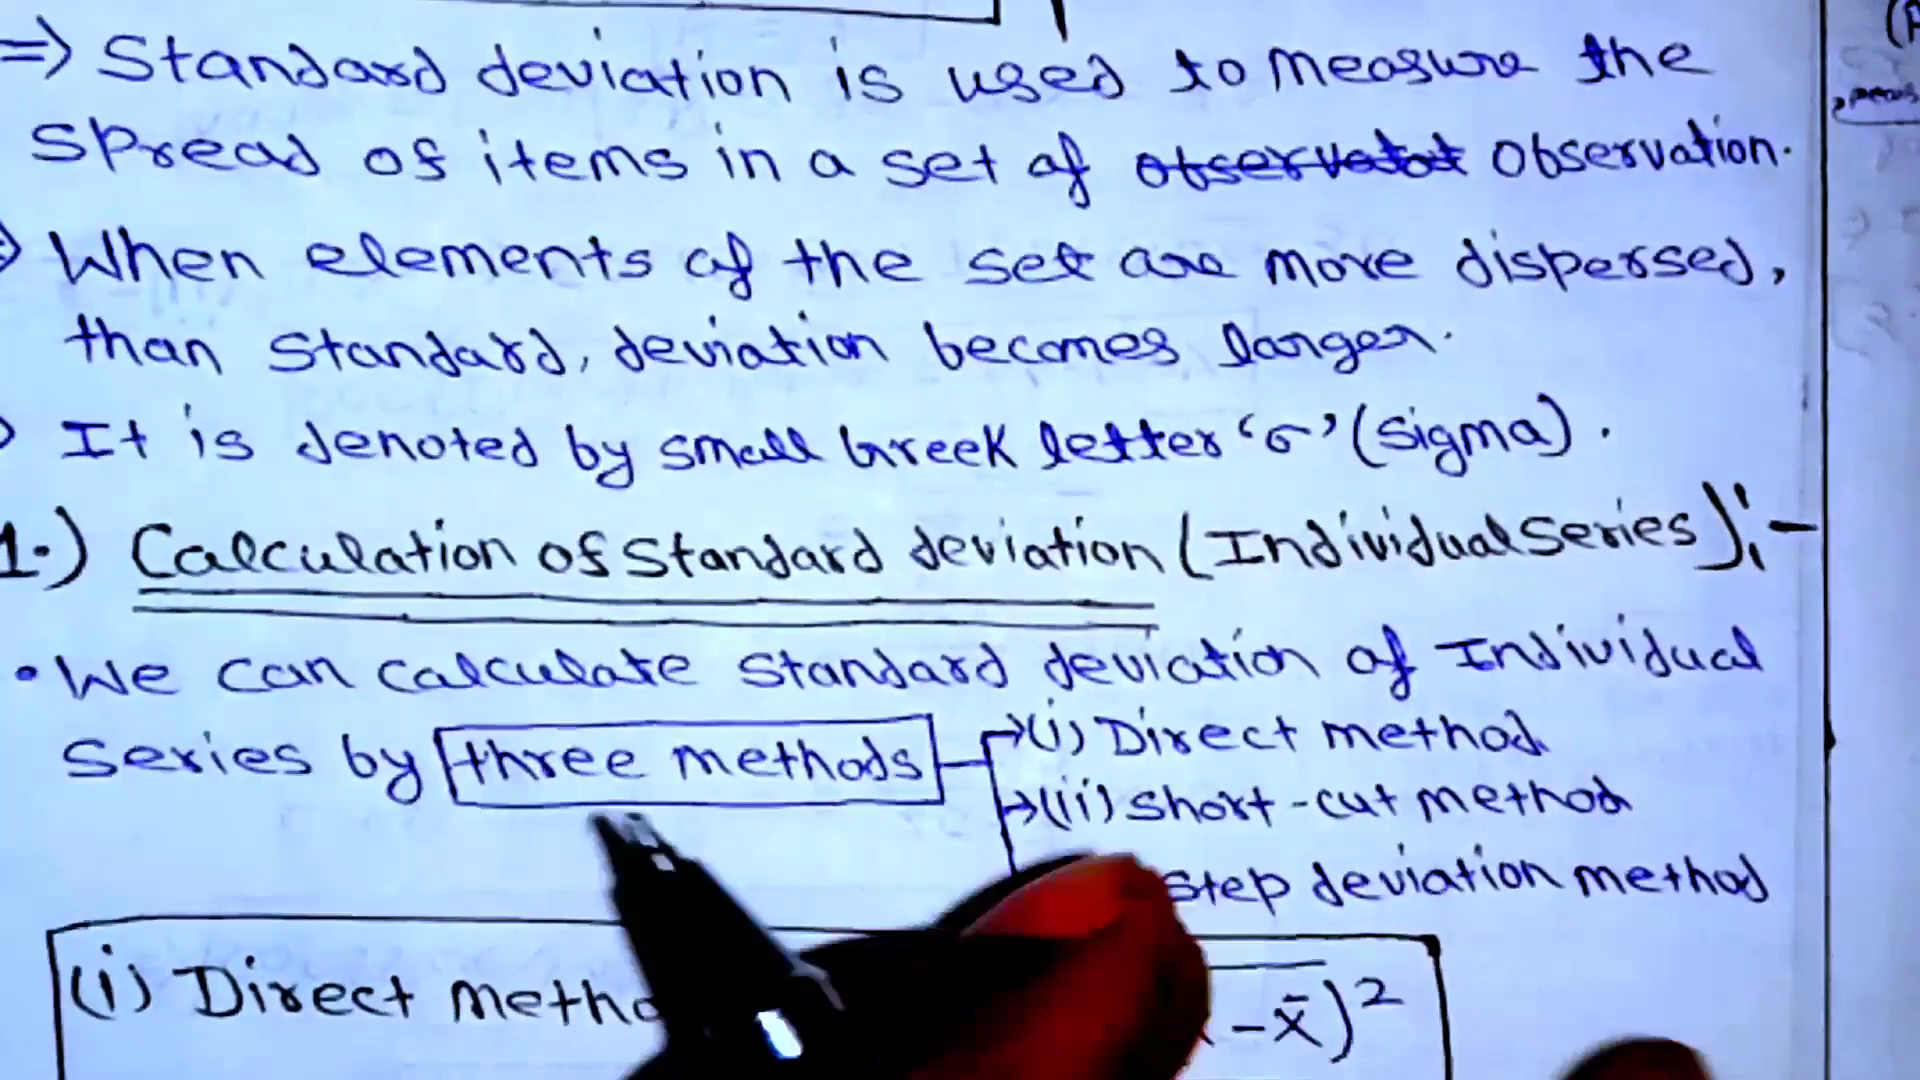 => Standard deviation is used to measure the
spread of items in a set of observation.
When elements of the set are more dispersed,
than standard, deviation becomes larger.
It is denoted by small Greek letter 'σ' (sigma).
1.) Calculation of Standard deviation (Individual Series):-
• We can calculate standard deviation of Individual
Series by three methods
→(i) Direct method
→(ii) Short-cut method
step deviation method
(i) Direct
-x̄)²